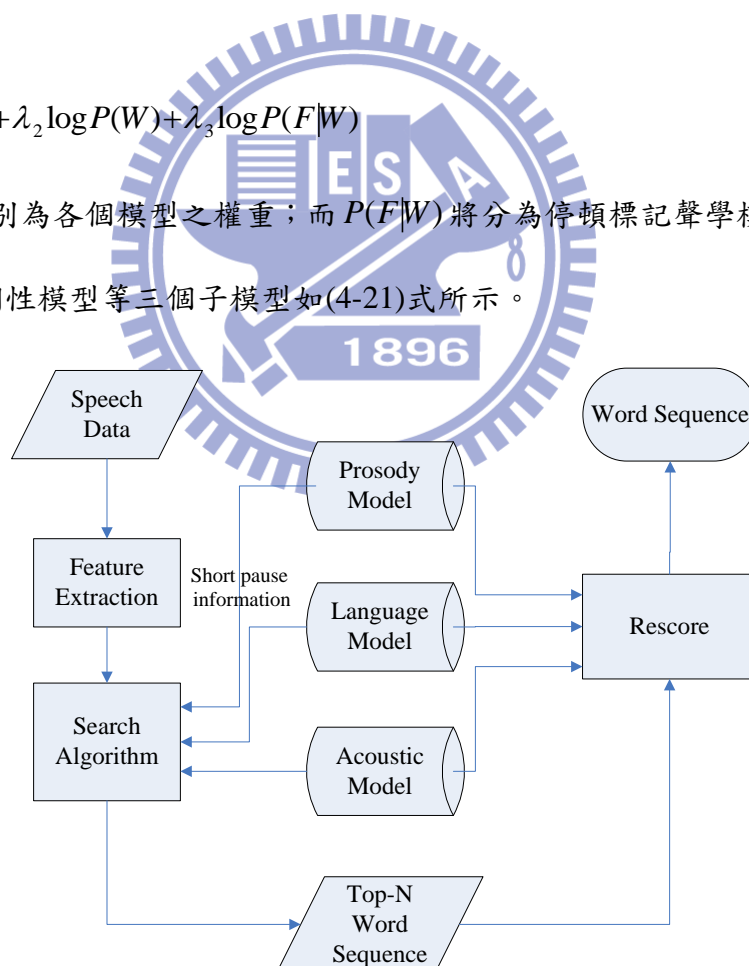 +λ₂logP(W)+λ₃logP(F|W)
別為各個模型之權重；而P(F|W)將分為停頓標記聲學模
性模型等三個子模型如(4-21)式所示。
ESA
1896
Speech
Data
Word Sequence
Prosody
Model
Feature
Extraction
Short pause
information
Language
Model
Rescore
Search
Algorithm
Acoustic
Model
Top-N
Word
Sequence